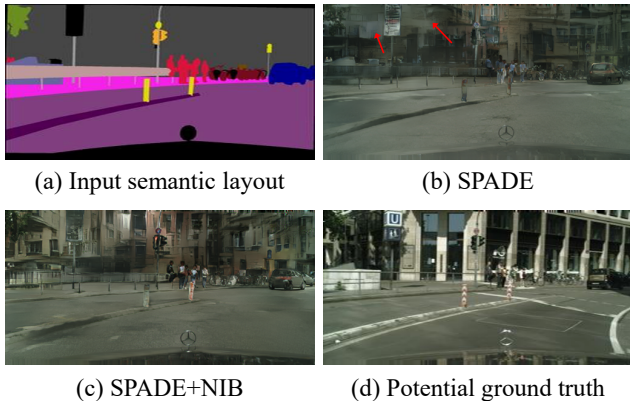 (a) Input semantic layout
(b) SPADE
(c) SPADE+NIB
U
(d) Potential ground truth